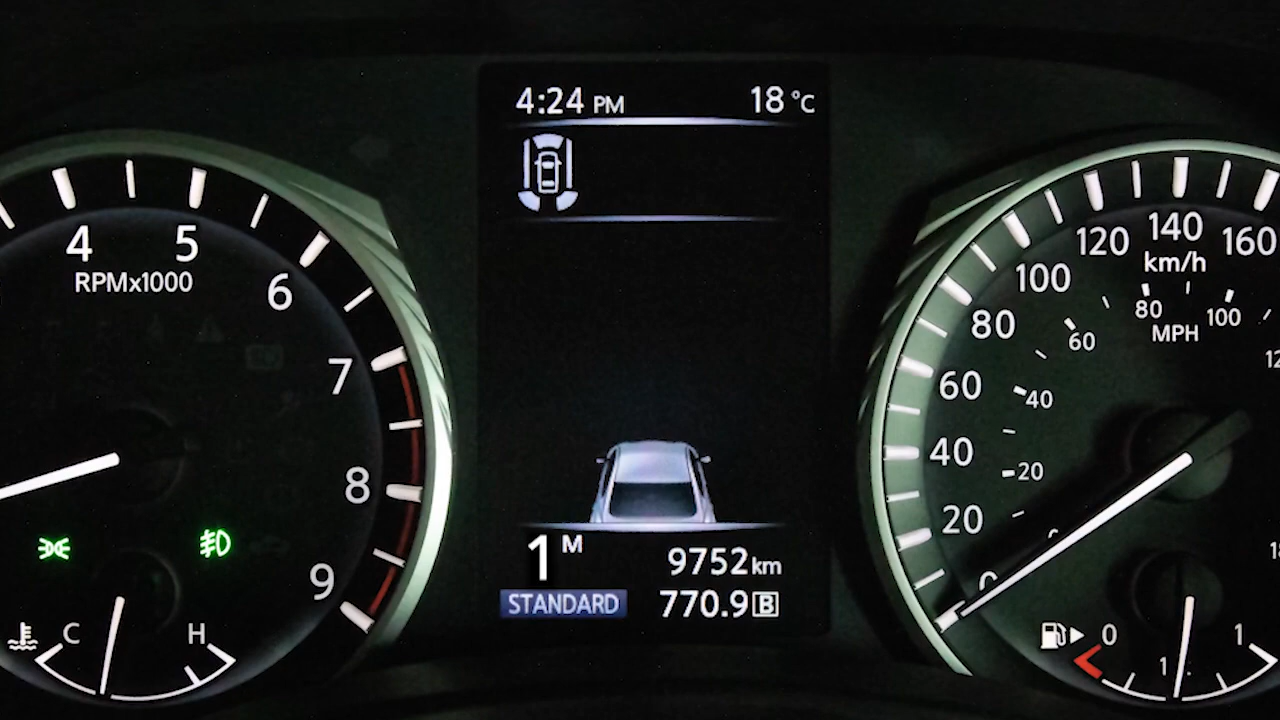 4:24 PM 18 °C
4 5 6 7 8 9
RPMx1000
C H
1 M 9752 km
STANDARD 770.9 B
0 20 40 60 80 100 120 140 160
km/h
20 40 60 80 100
MPH
0 1